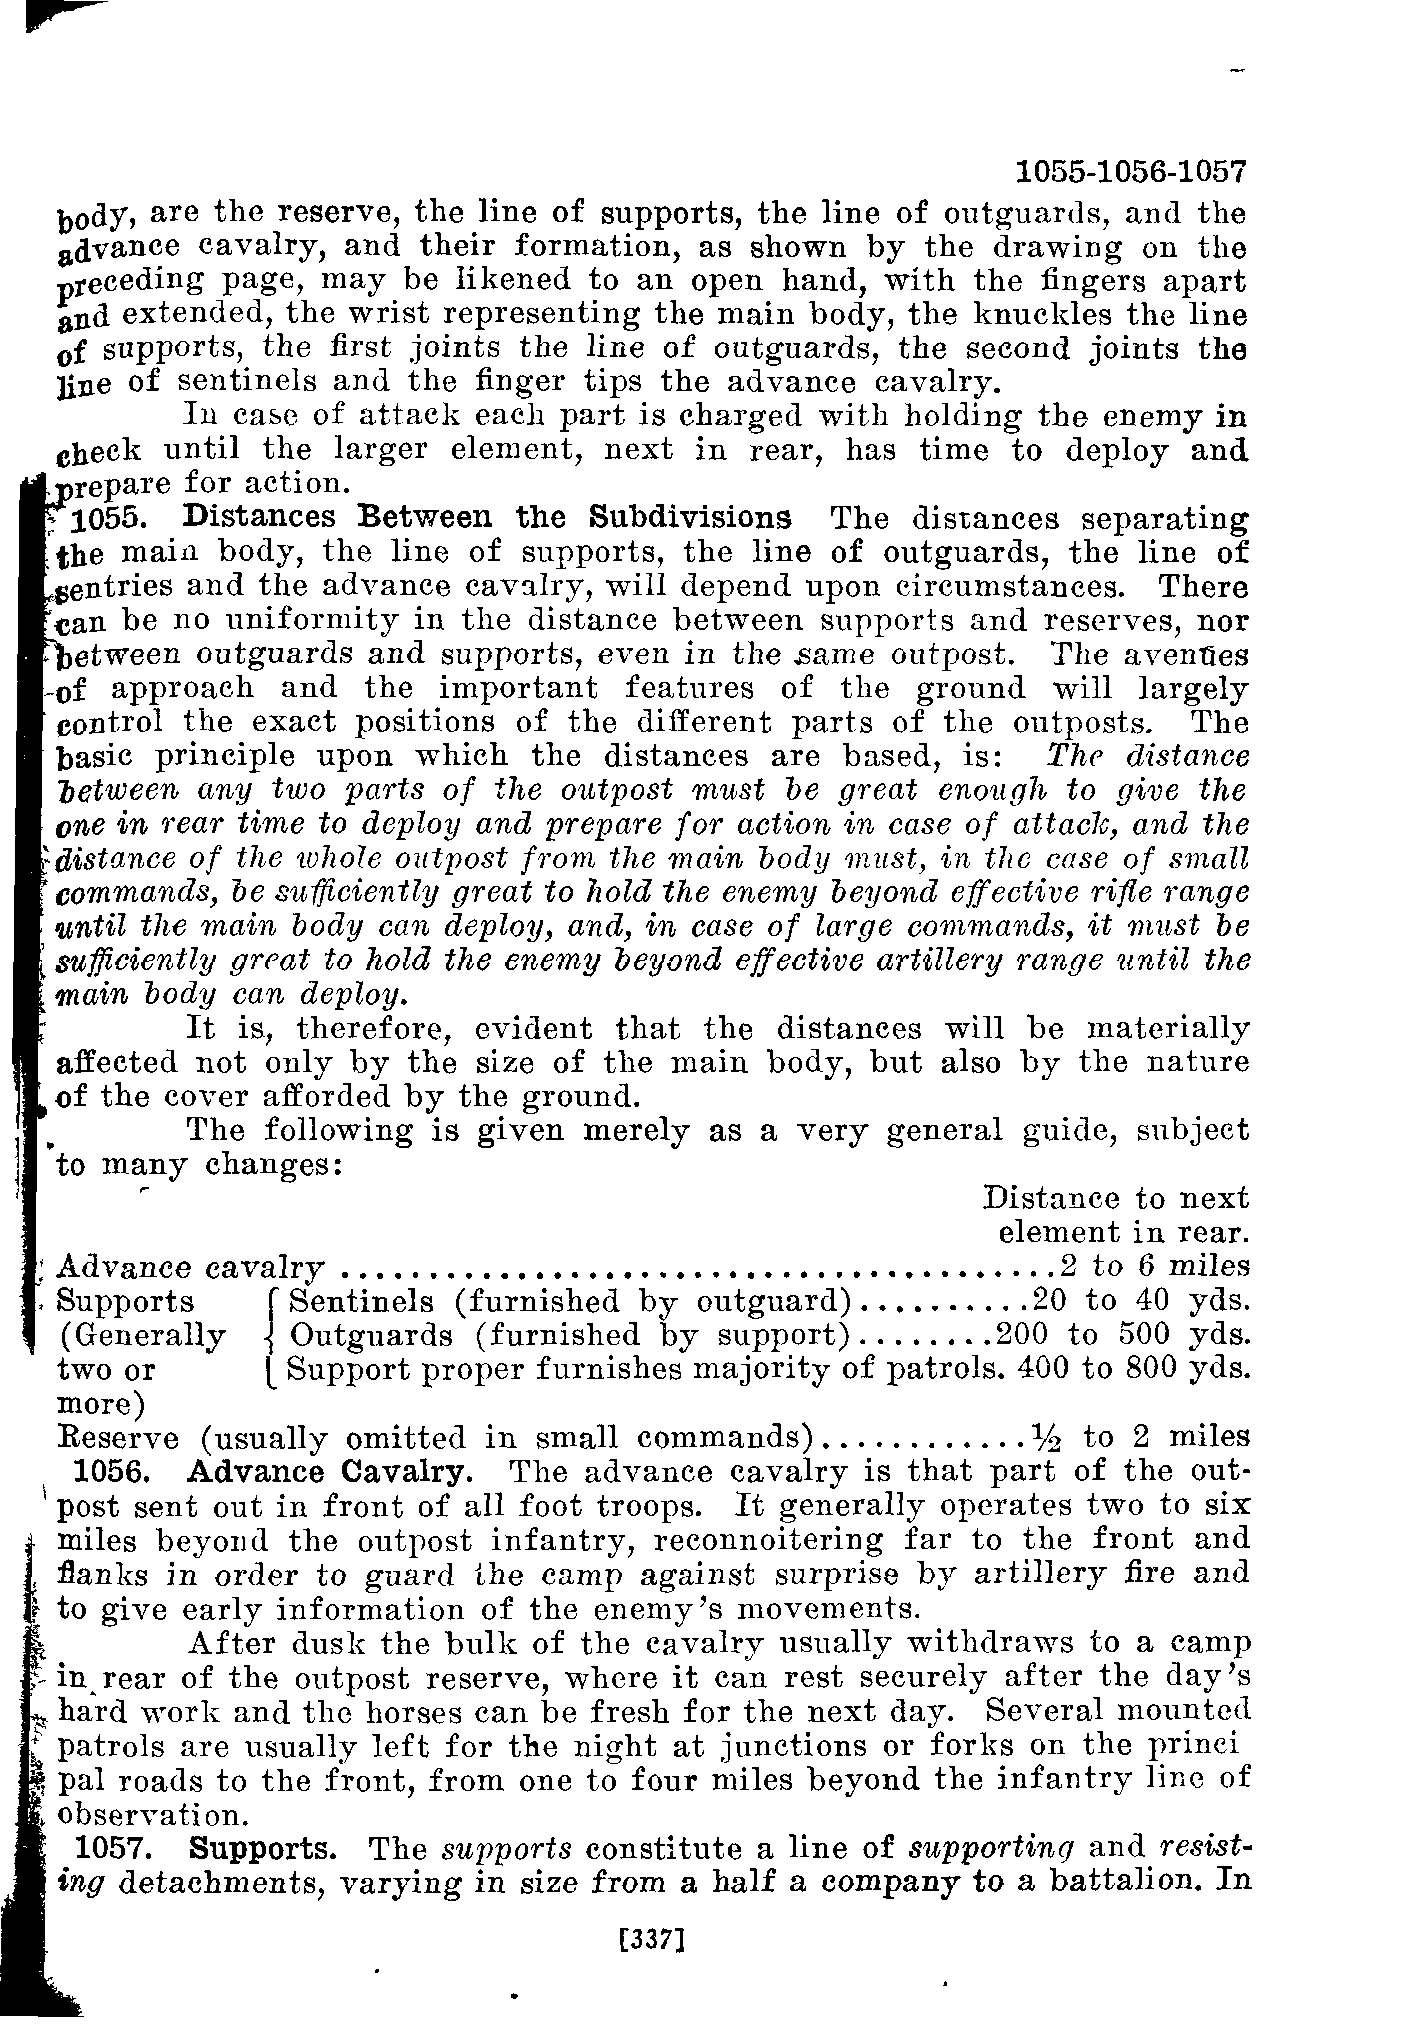 1055-1056-1057
body, are the reserve, the line of supports, the line of outguards, and the
advance cavalry, and their formation, as shown by the drawing on the
preceding page, may be likened to an open hand, with the fingers apart
and extended, the wrist representing the main body, the knuckles the line
of supports, the first joints the line of outguards, the second joints the
line of sentinels and the finger tips the advance cavalry.
In case of attack each part is charged with holding the enemy in
check until the larger element, next in rear, has time to deploy and
prepare for action.
1055. Distances Between the Subdivisions The distances separating
the main body, the line of supports, the line of outguards, the line of
sentries and the advance cavalry, will depend upon circumstances. There
can be no uniformity in the distance between supports and reserves, nor
between outguards and supports, even in the same outpost. The avenues
of approach and the important features of the ground will largely
control the exact positions of the different parts of the outposts. The
basic principle upon which the distances are based, is: The distance
between any two parts of the outpost must be great enough to give the
one in rear time to deploy and prepare for action in case of attack, and the
distance of the whole outpost from the main body must, in the case of small
commands, be sufficiently great to hold the enemy beyond effective rifle range
until the main body can deploy, and, in case of large commands, it must be
sufficiently great to hold the enemy beyond effective artillery range until the
main body can deploy.
It is, therefore, evident that the distances will be materially
affected not only by the size of the main body, but also by the nature
of the cover afforded by the ground.
The following is given merely as a very general guide, subject
to many changes:
Distance to next
element in rear.
Advance cavalry ........................................2 to 6 miles
Supports { Sentinels (furnished by outguard)..........20 to 40 yds.
(Generally { Outguards (furnished by support)........200 to 500 yds.
two or { Support proper furnishes majority of patrols. 400 to 800 yds.
more)
Reserve (usually omitted in small commands)............½ to 2 miles
1056. Advance Cavalry. The advance cavalry is that part of the out-
post sent out in front of all foot troops. It generally operates two to six
miles beyond the outpost infantry, reconnoitering far to the front and
flanks in order to guard the camp against surprise by artillery fire and
to give early information of the enemy's movements.
After dusk the bulk of the cavalry usually withdraws to a camp
in rear of the outpost reserve, where it can rest securely after the day's
hard work and the horses can be fresh for the next day. Several mounted
patrols are usually left for the night at junctions or forks on the princi
pal roads to the front, from one to four miles beyond the infantry line of
observation.
1057. Supports. The supports constitute a line of supporting and resist-
ing detachments, varying in size from a half a company to a battalion. In
[337]